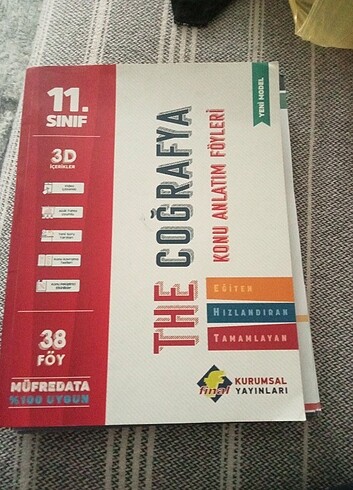 11.
SINIF
3D
İÇERİKLER
38
FÖY
MÜFREDATA
%100 UYGUN
THE COĞRAFYA
KONU ANLATIM FÖYLERİ
YENİ MODEL
EĞİTEN
HIZLANDIRAN
TAMAMLAYAN
final
KURUMSAL
YAYINLARI